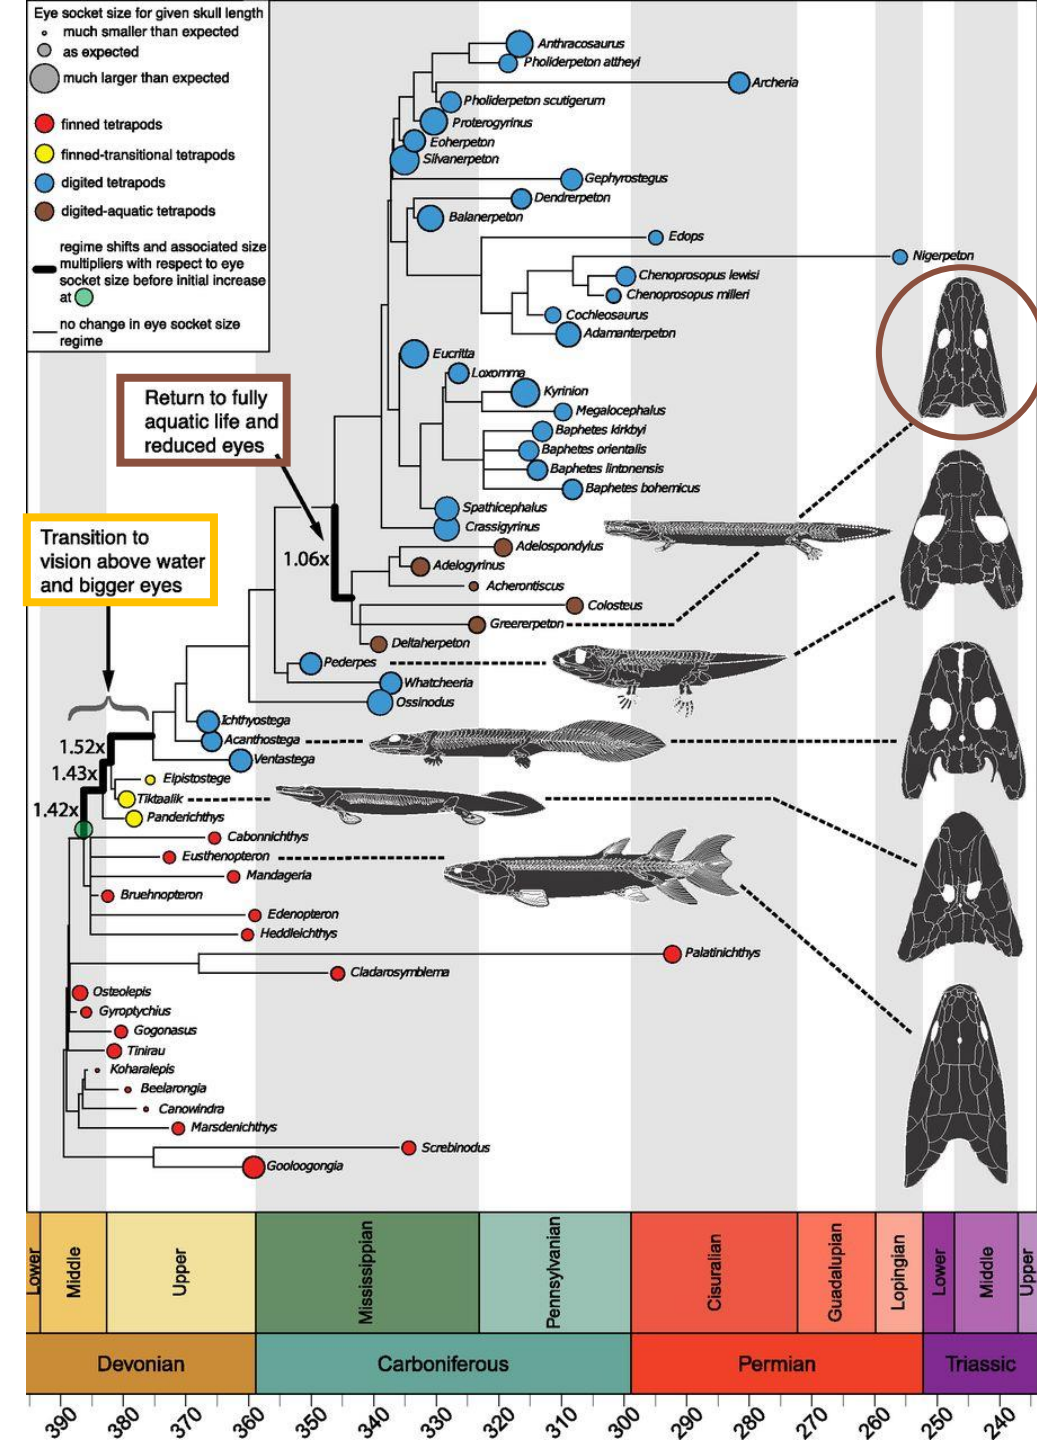 Eye socket size for given skull length
much smaller than expected
as expected
much larger than expected
finned tetrapods
finned-transitional tetrapods
digited tetrapods
digited-aquatic tetrapods
regime shifts and associated size
multipliers with respect to eye
socket size before initial increase
at
no change in eye socket size
regime
Anthracosaurus
Pholiderpeton attheyi
Archeria
Pholiderpeton scutigerum
Proterogyrinus
Eoherpeton
Silvanerpeton
Gephyrostegus
Dendrerpeton
Balanerpeton
Edops
Nigerpeton
Chenoprosopus lewisi
Chenoprosopus milleri
Cochleosaurus
Adamanterpeton
Eucritta
Loxomma
Kyrinion
Megalocephalus
Baphetes kirkbyi
Baphetes orientalis
Baphetes lintonensis
Baphetes bohemicus
Spathicephalus
Crassigyrinus
Return to fully
aquatic life and
reduced eyes
Transition to
vision above water
and bigger eyes
1.06x
Adelospondylus
Adelogyrinus
Acherontiscus
Colosteus
Greererpeton
Deltaherpeton
Pederpes
Whatcheeria
Ossinodus
Ichthyostega
Acanthostega
Ventastega
1.52x
1.43x
1.42x
Elpistostege
Tiktaalik
Panderichthys
Cabonnichthys
Eusthenopteron
Mandageria
Bruehnopteron
Edenopteron
Heddleichthys
Palatinichthys
Cladarosymblema
Osteolepis
Gyroptychius
Gogonasus
Tinirau
Koharalepis
Beelarongia
Canowindra
Marsdenichthys
Screbinodus
Gooloogongia
Lower
Middle
Upper
Mississippian
Pennsylvanian
Cisuralian
Guadalupian
Lopingian
Lower
Middle
Upper
Devonian
Carboniferous
Permian
Triassic
390 380 370 360 350 340 330 320 310 300 290 280 270 260 250 240